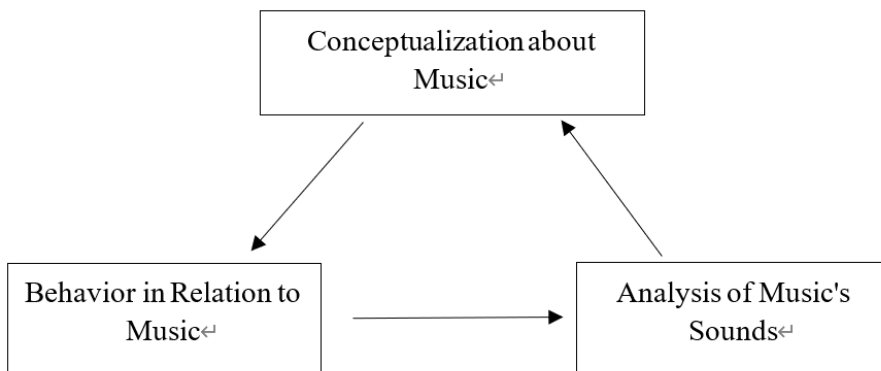 Conceptualization about
Music↵
Behavior in Relation to
Music↵
Analysis of Music's
Sounds↵